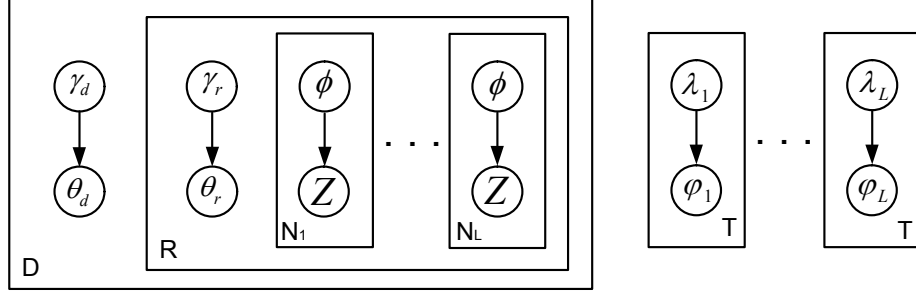 γd γr ϕ . . . ϕ λ1 . . . λL
θd θr Z Z φ1 φL
N1 NL T T
R
D